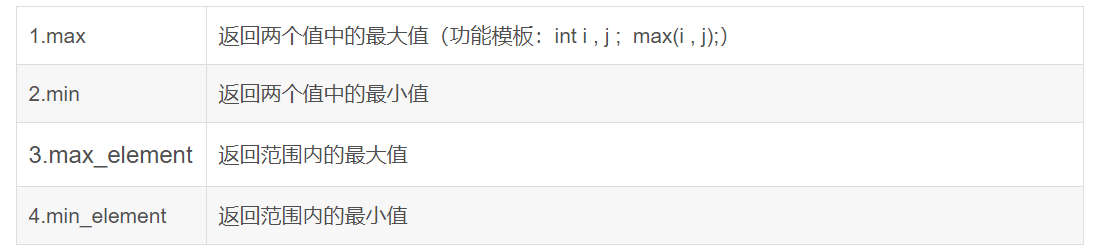 1.max 返回两个值中的最大值（功能模板：int i , j ;  max(i , j);）
2.min 返回两个值中的最小值
3.max_element 返回范围内的最大值
4.min_element 返回范围内的最小值